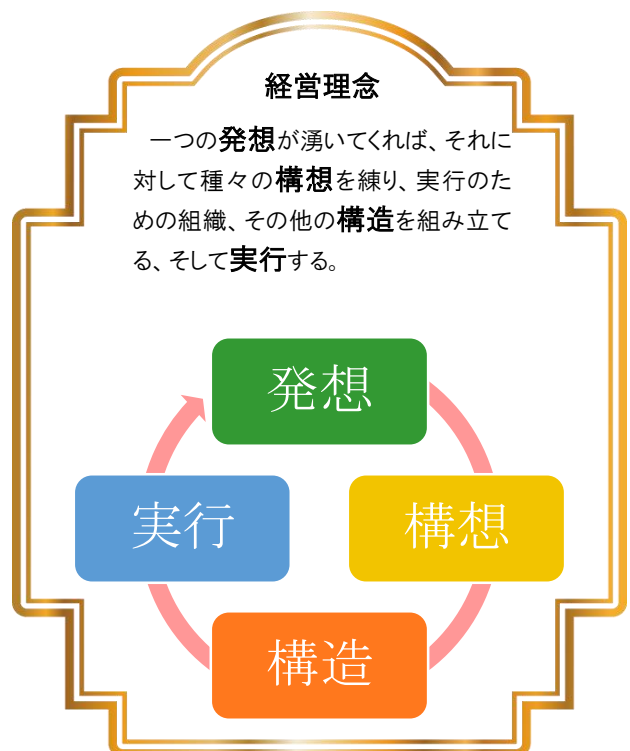 経営理念
一つの発想が湧いてくれば、それに
対して種々の構想を練り、実行のた
めの組織、その他の構造を組み立て
る、そして実行する。
発想
実行
構想
構造